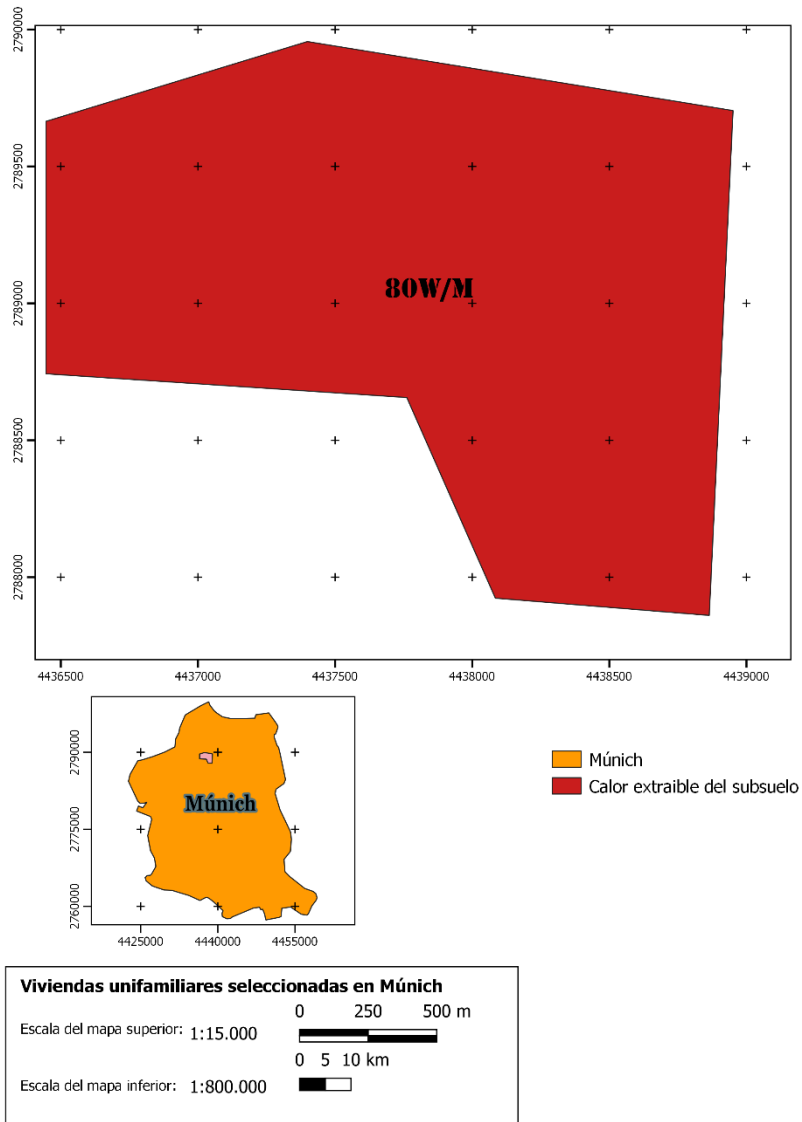 2790000
2789500
2789000
2788500
2788000
80W/M
4436500 4437000 4437500 4438000 4438500 4439000
2790000
2775000
2760000
Múnich
4425000 4440000 4455000
Múnich
Calor extraible del subsuelo
Viviendas unifamiliares seleccionadas en Múnich
Escala del mapa superior: 1:15.000
0 250 500 m
Escala del mapa inferior: 1:800.000
0 5 10 km